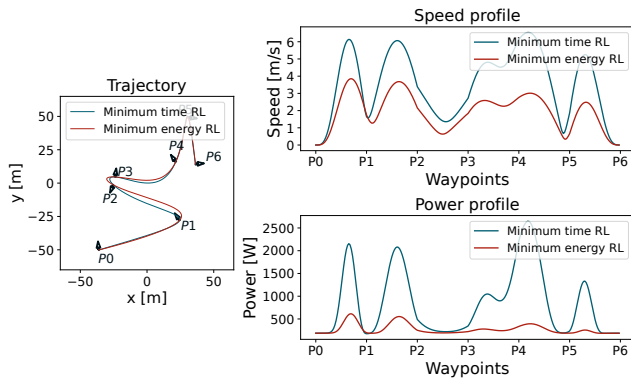 Trajectory
Minimum time RL
Minimum energy RL
P0
P1
P2
P3
P4
P6
50
25
0
−25
−50
−50
0
50
x [m]
y [m]
Speed profile
Minimum time RL
Minimum energy RL
6
5
4
3
2
1
0
P0 P1 P2 P3 P4 P5 P6
Speed [m/s]
Waypoints
Power profile
Minimum time RL
Minimum energy RL
2500
2000
1500
1000
500
P0 P1 P2 P3 P4 P5 P6
Power [W]
Waypoints